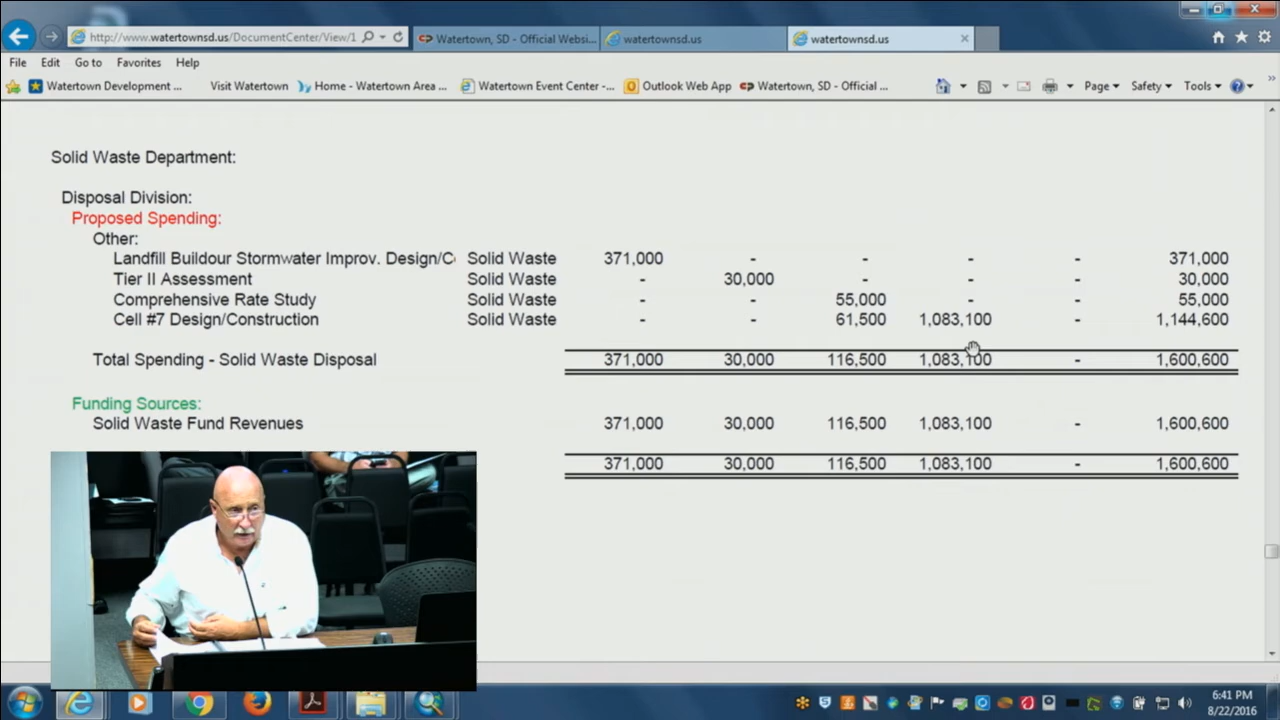 http://www.watertownsd.us/DocumentCenter/View/1
Watertown, SD - Official Websi...
watertownsd.us
watertownsd.us
File Edit Go to Favorites Help
Watertown Development ... Visit Watertown Home - Watertown Area ... Watertown Event Center -... Outlook Web App Watertown, SD - Official ... Page Safety Tools
Solid Waste Department:
Disposal Division:
Proposed Spending:
Other:
Landfill Buildour Stormwater Improv. Design/C Solid Waste 371,000 - - - - 371,000
Tier II Assessment Solid Waste - 30,000 - - - 30,000
Comprehensive Rate Study Solid Waste - - 55,000 - - 55,000
Cell #7 Design/Construction Solid Waste - - 61,500 1,083,100 - 1,144,600
Total Spending - Solid Waste Disposal 371,000 30,000 116,500 1,083,100 - 1,600,600
Funding Sources:
Solid Waste Fund Revenues 371,000 30,000 116,500 1,083,100 - 1,600,600
371,000 30,000 116,500 1,083,100 - 1,600,600
6:41 PM
8/22/2016